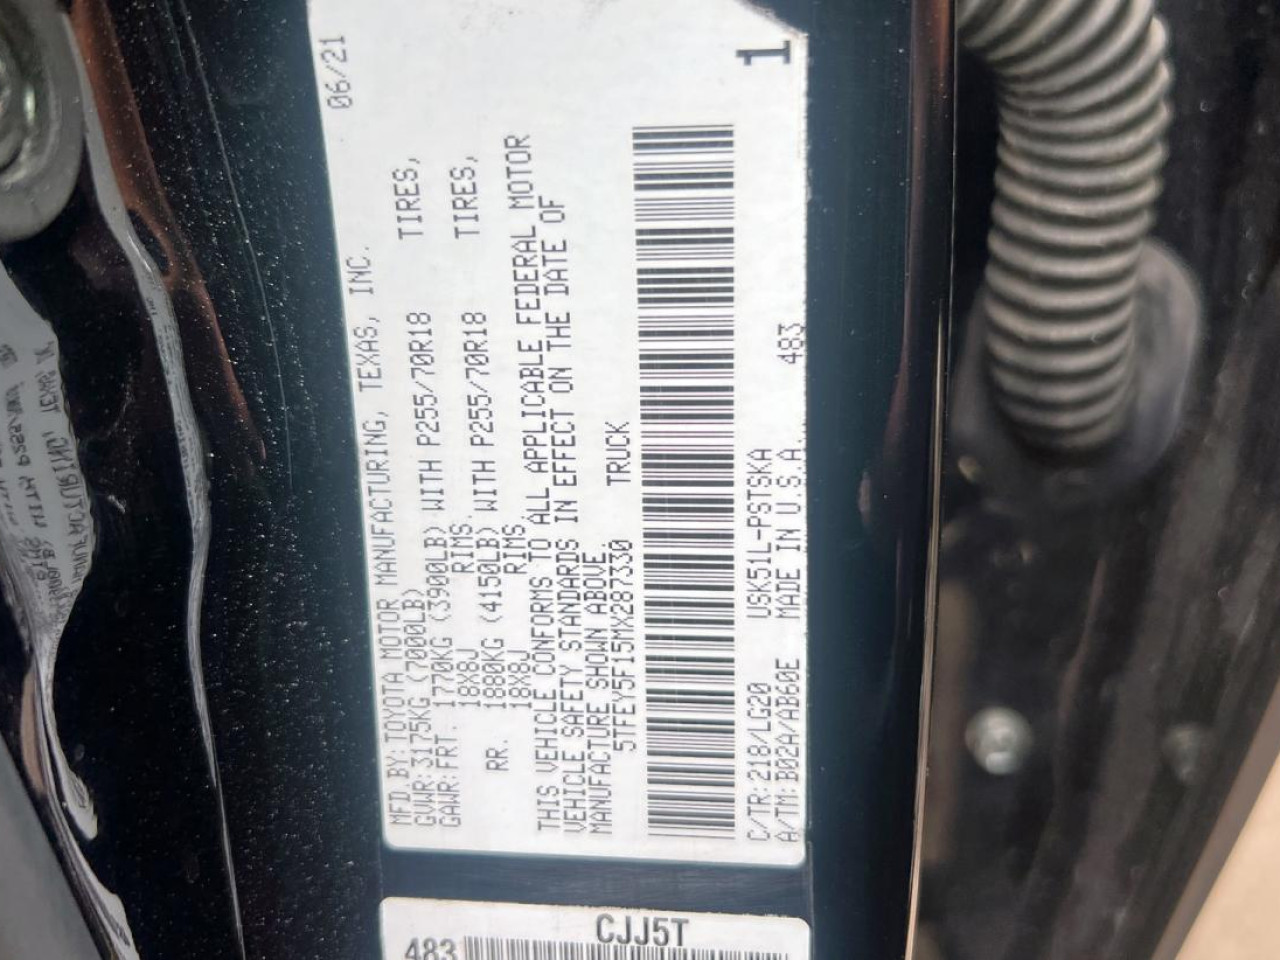 MFD.BY: TOYOTA MOTOR MANUFACTURING, TEXAS, INC. 06/21
GVWR: 3175KG (7000LB)
GAWR: FRT. 1770KG (3900LB) WITH P255/70R18 TIRES,
18X8J RIMS,
RR. 1880KG (4150LB) WITH P255/70R18 TIRES,
18X8J RIMS
THIS VEHICLE CONFORMS TO ALL APPLICABLE FEDERAL MOTOR
VEHICLE SAFETY STANDARDS IN EFFECT ON THE DATE OF
MANUFACTURE SHOWN ABOVE.
5TFEY5F15MX287330 TRUCK
C/TR: 218/LG20 USK51L-PSTSKA
A/TM: B02A/AB60E MADE IN U.S.A. 483
1
CJJ5T
483